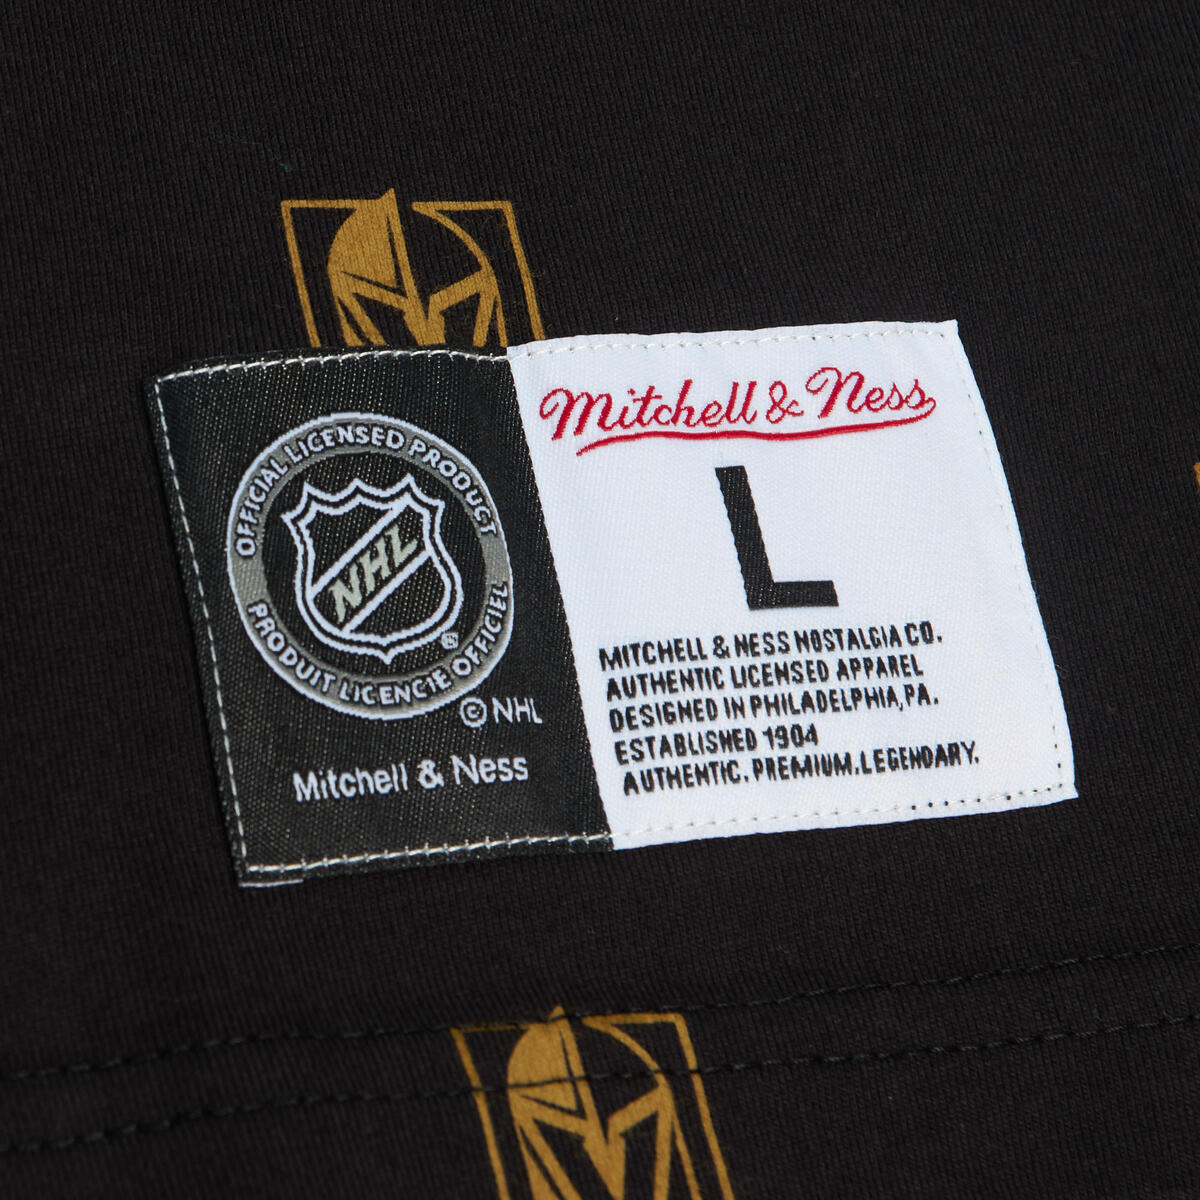 OFFICIAL LICENSED PRODUCT
NHL
®
PRODUIT LICENCIÉ OFFICIEL
© NHL
Mitchell & Ness
Mitchell & Ness
L
MITCHELL & NESS NOSTALGIA CO.
AUTHENTIC LICENSED APPAREL
DESIGNED IN PHILADELPHIA, PA.
ESTABLISHED 1904
AUTHENTIC. PREMIUM. LEGENDARY.